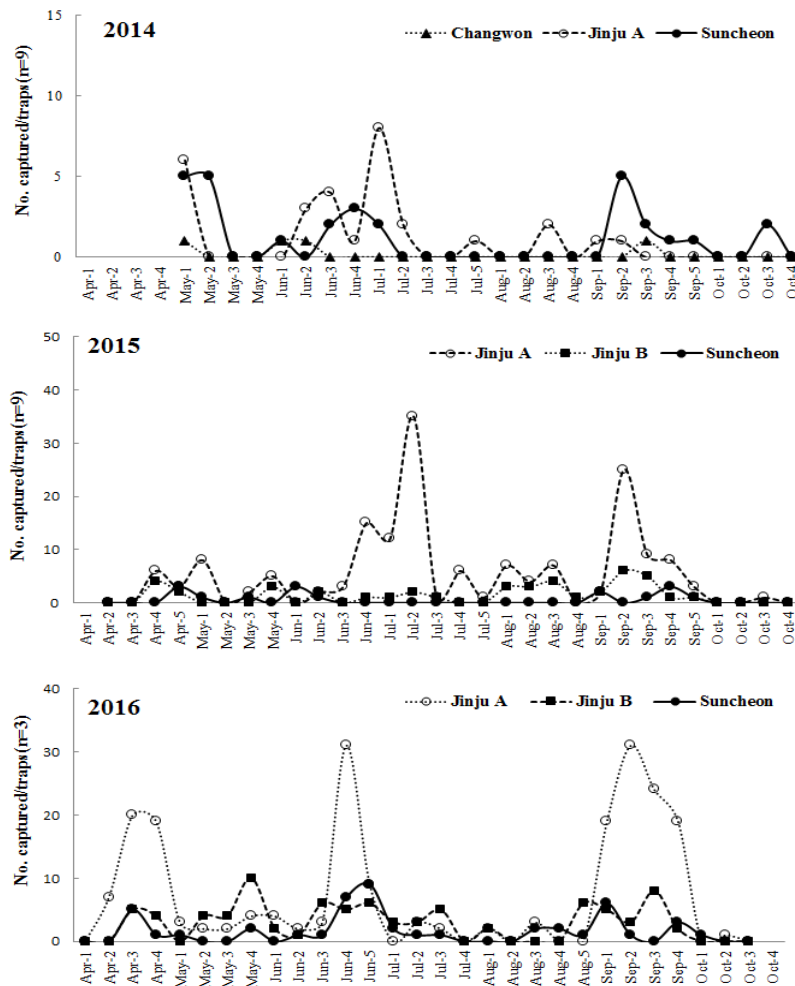 2014
Changwon Jinju A Suncheon
No. captured/traps(n=9)
15
10
5
0
Apr-1 Apr-2 Apr-3 Apr-4 May-1 May-2 May-3 May-4 Jun-1 Jun-2 Jun-3 Jun-4 Jul-1 Jul-2 Jul-3 Jul-4 Jul-5 Aug-1 Aug-2 Aug-3 Aug-4 Sep-1 Sep-2 Sep-3 Sep-4 Sep-5 Oct-1 Oct-2 Oct-3 Oct-4
2015
Jinju A Jinju B Suncheon
No. captured/traps(n=9)
50
40
30
20
10
0
Apr-1 Apr-2 Apr-3 Apr-4 Apr-5 May-1 May-2 May-3 May-4 Jun-1 Jun-2 Jun-3 Jun-4 Jul-1 Jul-2 Jul-3 Jul-4 Jul-5 Aug-1 Aug-2 Aug-3 Aug-4 Sep-1 Sep-2 Sep-3 Sep-4 Sep-5 Oct-1 Oct-2 Oct-3 Oct-4
2016
Jinju A Jinju B Suncheon
No. captured/traps(n=3)
40
30
20
10
0
Apr-1 Apr-2 Apr-3 Apr-4 May-1 May-2 May-3 May-4 Jun-1 Jun-2 Jun-3 Jun-4 Jun-5 Jul-1 Jul-2 Jul-3 Jul-4 Aug-1 Aug-2 Aug-3 Aug-4 Aug-5 Sep-1 Sep-2 Sep-3 Sep-4 Oct-1 Oct-2 Oct-3 Oct-4